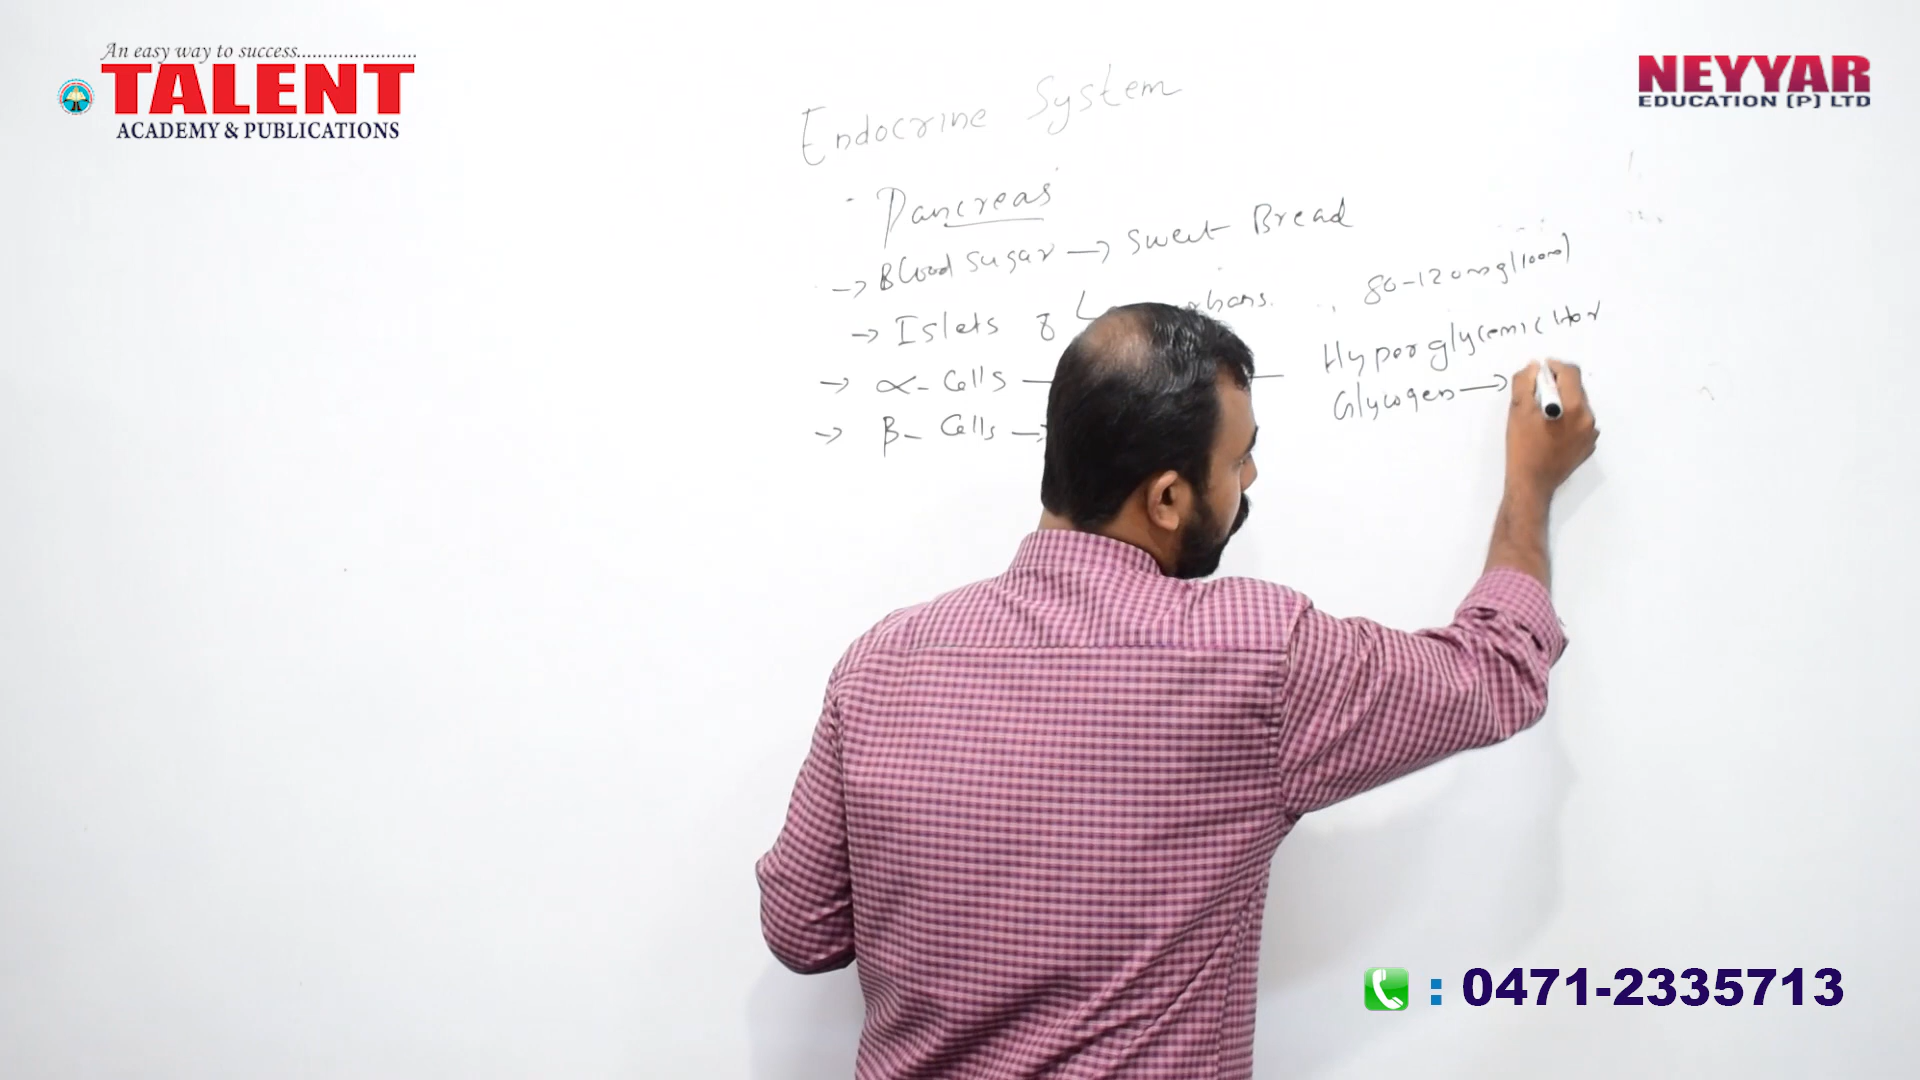 An easy way to success.......................
TALENT
ACADEMY & PUBLICATIONS
NEYYAR
EDUCATION (P) LTD
Endocrine System
Pancreas
→ Blood Sugar → Sweet Bread
→ Islets of 80-120mg/100ml
→ α- Cells — Hyperglycemic Hor
Glycogen →
→ β- Cells →
: 0471-2335713